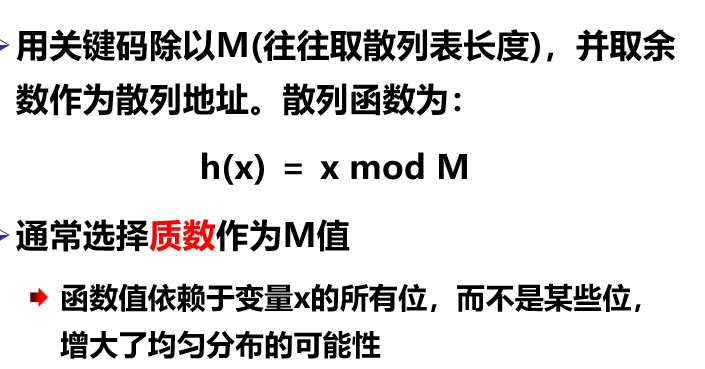 用关键码除以M(往往取散列表长度)，并取余
数作为散列地址。散列函数为：
h(x) = x mod M
通常选择质数作为M值
函数值依赖于变量x的所有位，而不是某些位，
增大了均匀分布的可能性